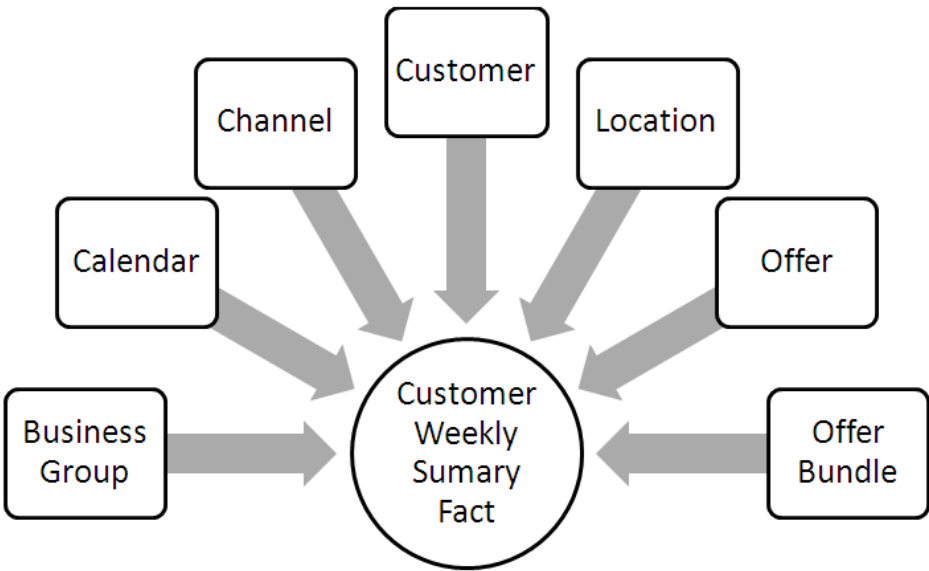 Customer
Channel
Location
Calendar
Offer
Business
Group
Customer
Weekly
Sumary
Fact
Offer
Bundle